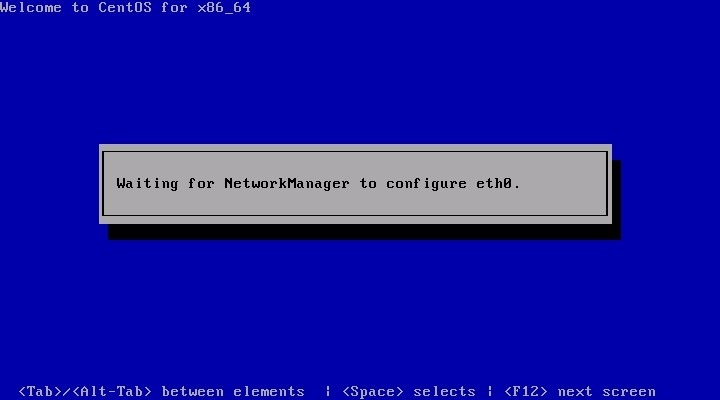 Welcome to CentOS for x86_64
Waiting for NetworkManager to configure eth0.
<Tab>/<Alt-Tab> between elements | <Space> selects | <F12> next screen